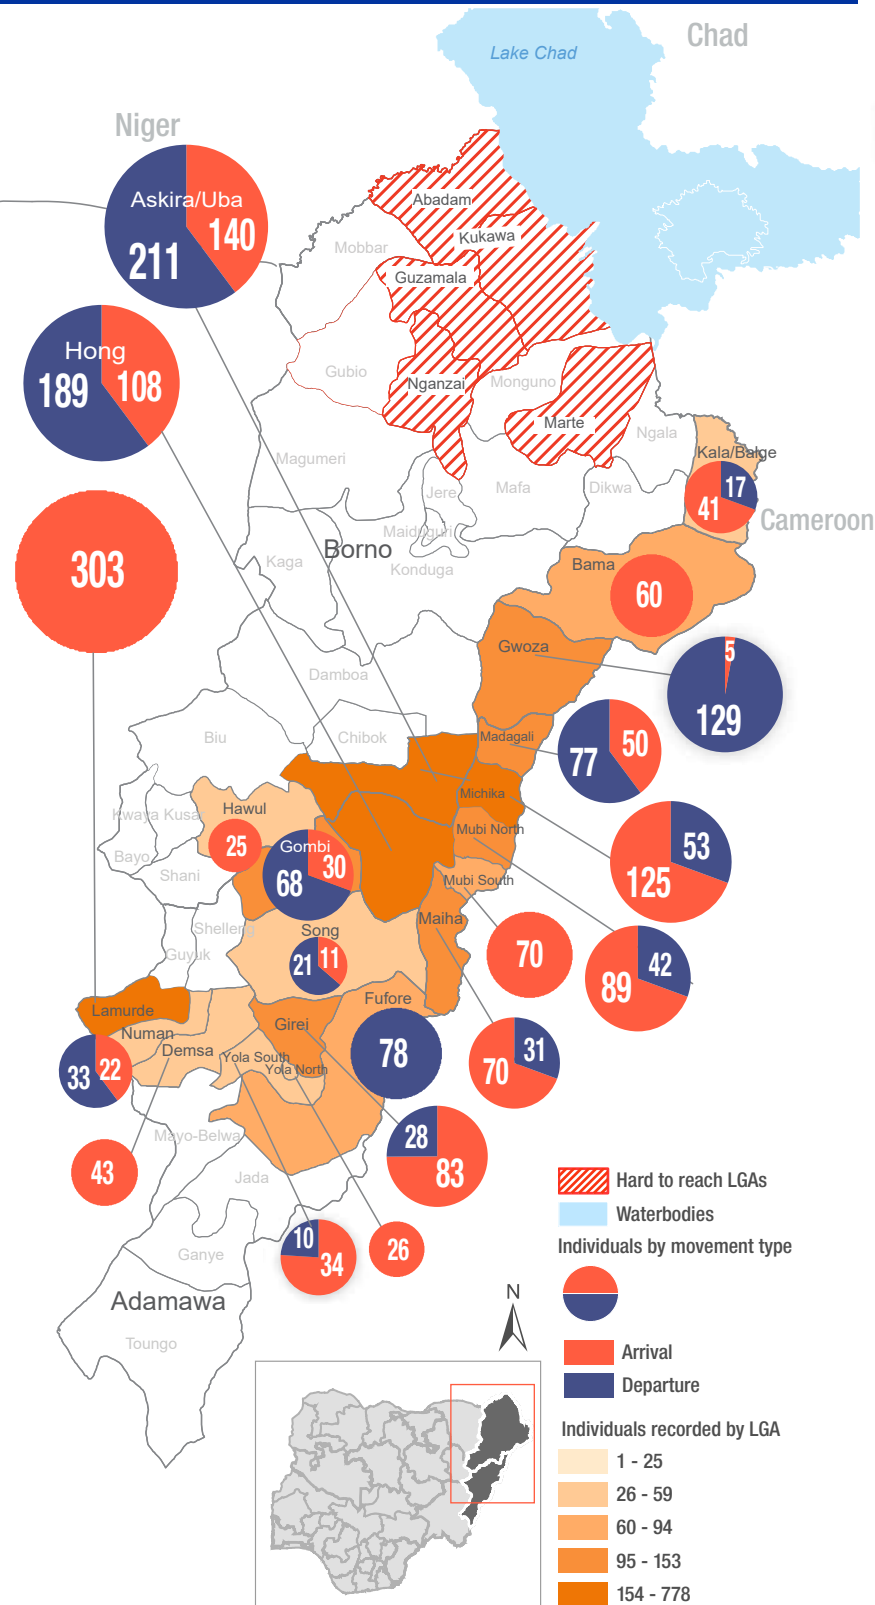 Chad
Lake Chad
Niger
Askira/Uba
140
211
Abadam
Kukawa
Mobbar
Guzamala
Hong
189
108
Gubio
Nganzai
Monguno
Marte
Ngala
Kala/Balge
17
41
Cameroon
Magumeri
Jere
Mafa
Dikwa
Maiduguri
Borno
Konduga
Kaga
303
Bama
60
Gwoza
5
129
Damboa
Biu
Chibok
Madagali
77
50
Michika
Kwaya Kusar
Hawul
Mubi North
25
Gombi
30
68
53
125
Bayo
Shani
Mubi South
Maiha
Shelleng
Song
21
11
70
42
89
Guyuk
Lamurde
Fufore
Girei
Numan
Demsa
Yola South
Yola North
78
31
70
33
22
Mayo-Belwa
28
83
43
Jada
Hard to reach LGAs
Waterbodies
Individuals by movement type
10
34
26
Ganye
Adamawa
Toungo
N
Arrival
Departure
Individuals recorded by LGA
1 - 25
26 - 59
60 - 94
95 - 153
154 - 778